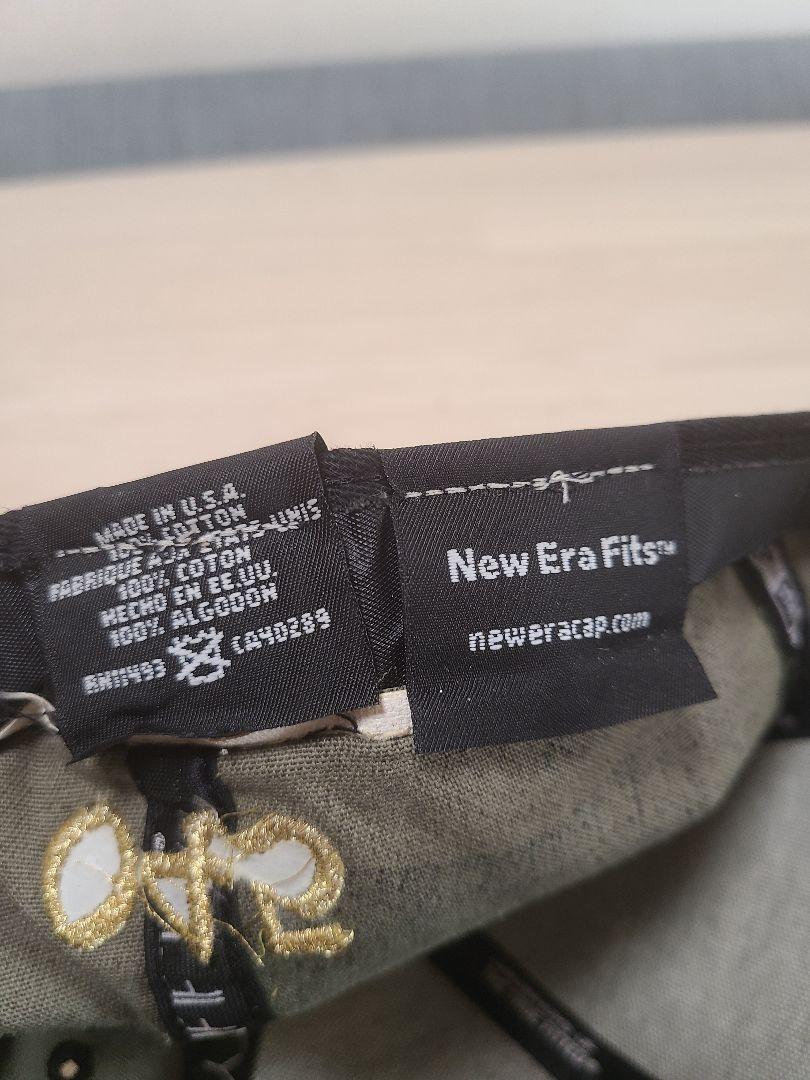 MADE IN U.S.A.
100% COTTON
FABRIQUE AUX ETATS-UNIS
100% COTON
HECHO EN EE.UU.
100% ALGODON
RN11493 CA40289
New Era Fits™
neweracap.com